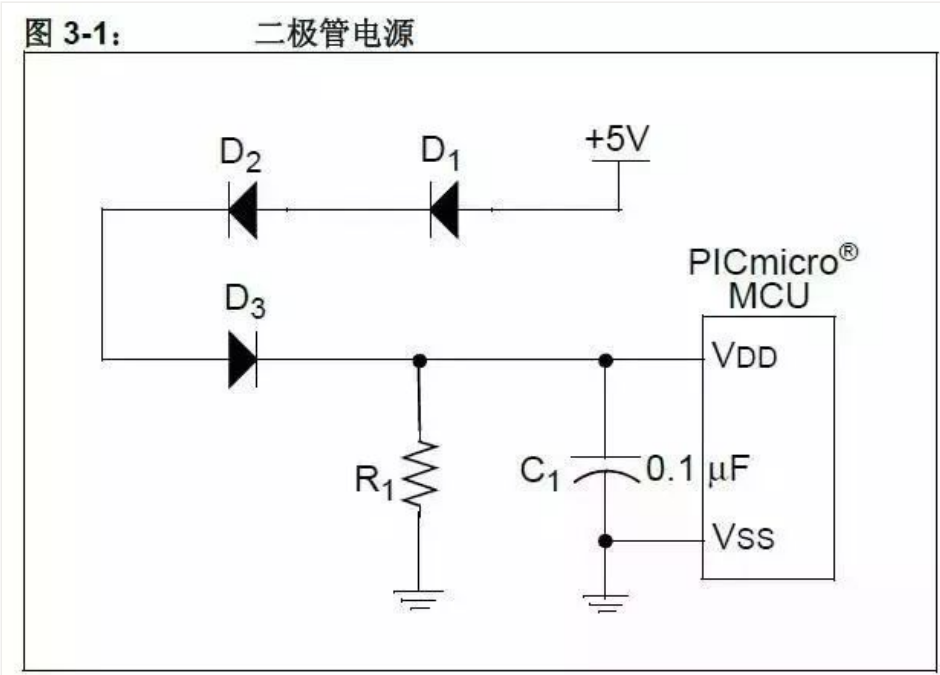 图 3-1: 二极管电源
+5V
D2 D1
PICmicro®
MCU
D3
VDD
R1 C1 0.1 μF
VSS